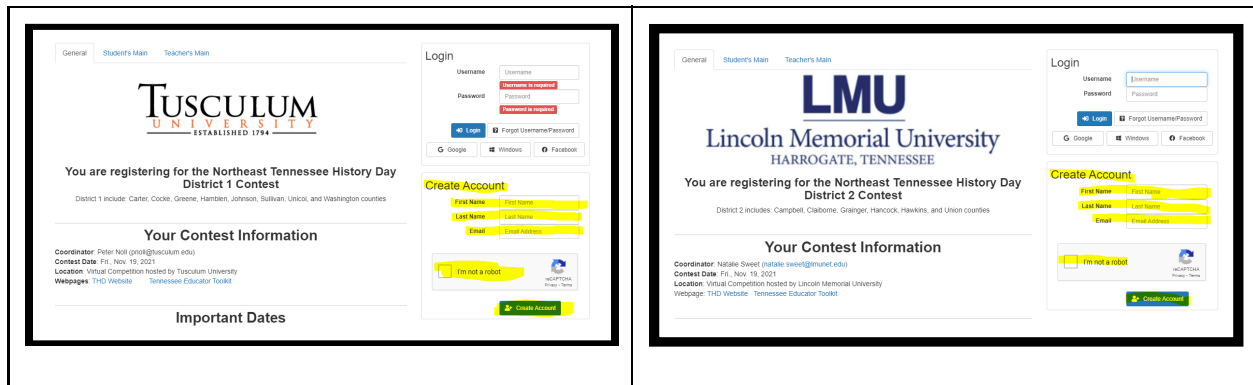 General Student's Main Teacher's Main
TUSCULUM
UNIVERSITY
ESTABLISHED 1794
You are registering for the Northeast Tennessee History Day
District 1 Contest
District 1 include: Carter, Cocke, Greene, Hamblen, Johnson, Sullivan, Unicoi, and Washington counties
Your Contest Information
Coordinator: Peter Noll (pnoll@tusculum edu)
Contest Date: Fri., Nov. 19, 2021
Location: Virtual Competition hosted by Tusculum University
Webpages: THD Website Tennessee Educator Toolkit
Important Dates
Login
Username Username
Username is required
Password Password
Password is required
Login Forgot Username/Password
Google Windows Facebook
Create Account
First Name First Name
Last Name Last Name
Email Email Address
I'm not a robot
reCAPTCHA
Privacy - Terms
Create Account
General Student's Main Teacher's Main
LMU
Lincoln Memorial University
HARROGATE, TENNESSEE
You are registering for the Northeast Tennessee History Day
District 2 Contest
District 2 includes: Campbell, Claiborne, Grainger, Hancock, Hawkins, and Union counties
Your Contest Information
Coordinator: Natalie Sweet (natalie.sweet@lmunet.edu)
Contest Date: Fri., Nov. 19, 2021
Location: Virtual Competition hosted by Lincoln Memorial University
Webpage: THD Website Tennessee Educator Toolkit
Login
Username Username
Password Password
Login Forgot Username/Password
Google Windows Facebook
Create Account
First Name First Name
Last Name Last Name
Email Email Address
I'm not a robot
reCAPTCHA
Privacy - Terms
Create Account